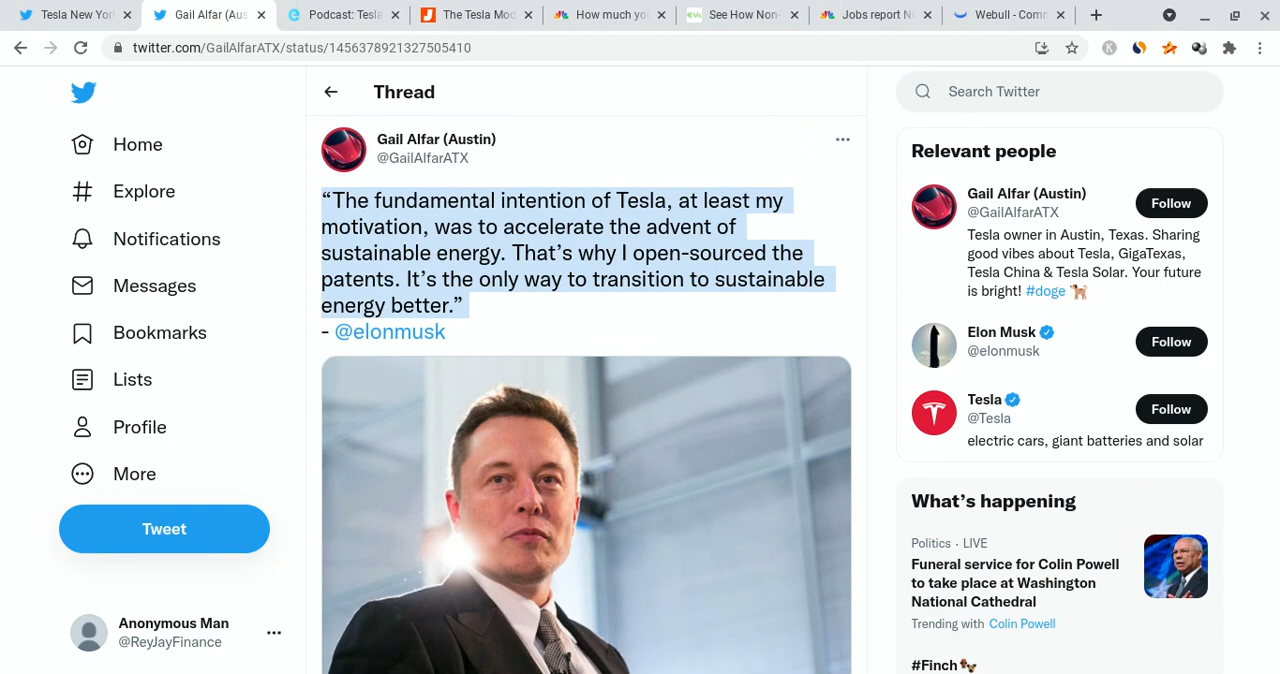 Tesla New Yor
Gail Alfar (Aus
Podcast: Tesla
The Tesla Mod
How much yo
See How Non-
Jobs report N
Webull - Comm
twitter.com/GailAlfarATX/status/1456378921327505410
Home
Explore
Notifications
Messages
Bookmarks
Lists
Profile
More
Tweet
Anonymous Man
@ReyJayFinance
Thread
Gail Alfar (Austin)
@GailAlfarATX
“The fundamental intention of Tesla, at least my
motivation, was to accelerate the advent of
sustainable energy. That’s why I open-sourced the
patents. It’s the only way to transition to sustainable
energy better.”
- @elonmusk
Search Twitter
Relevant people
Gail Alfar (Austin)
@GailAlfarATX
Follow
Tesla owner in Austin, Texas. Sharing
good vibes about Tesla, GigaTexas,
Tesla China & Tesla Solar. Your future
is bright! #doge
Elon Musk
@elonmusk
Follow
Tesla
@Tesla
Follow
electric cars, giant batteries and solar
What’s happening
Politics · LIVE
Funeral service for Colin Powell
to take place at Washington
National Cathedral
Trending with Colin Powell
#Finch